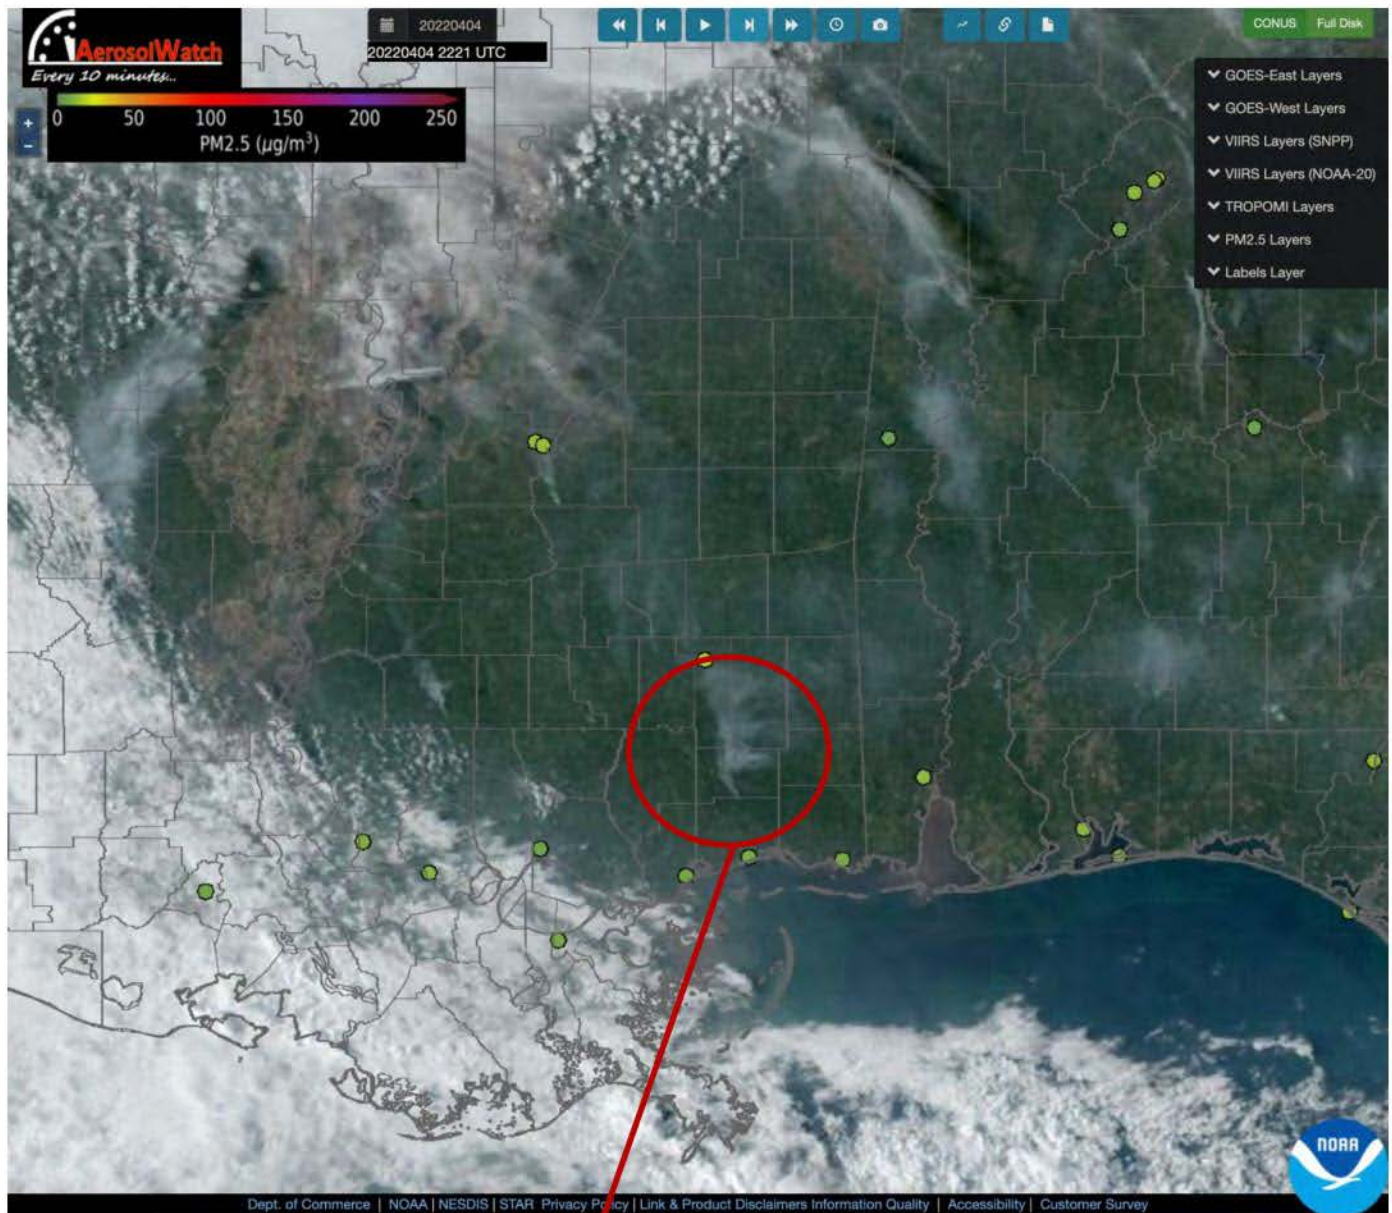 20220404
CONUS Full Disk
AerosolWatch
Every 10 minutes...
20220404 2221 UTC
+
-
0 50 100 150 200 250
PM2.5 (µg/m³)
GOES-East Layers
GOES-West Layers
VIIRS Layers (SNPP)
VIIRS Layers (NOAA-20)
TROPOMI Layers
PM2.5 Layers
Labels Layer
NOAA
Dept. of Commerce | NOAA | NESDIS | STAR Privacy Policy | Link & Product Disclaimers Information Quality | Accessibility | Customer Survey